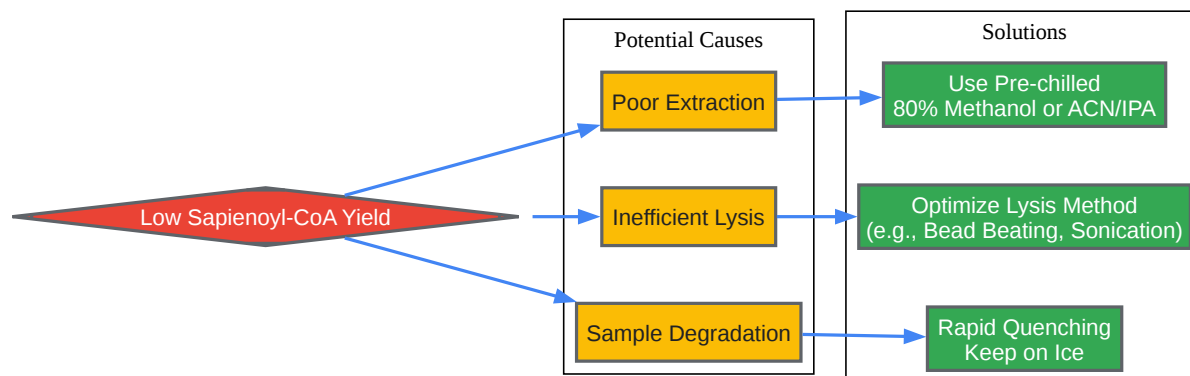 Potential Causes
Solutions
Poor Extraction
Use Pre-chilled
80% Methanol or ACN/IPA
Low Sapienoyl-CoA Yield
Inefficient Lysis
Optimize Lysis Method
(e.g., Bead Beating, Sonication)
Sample Degradation
Rapid Quenching
Keep on Ice